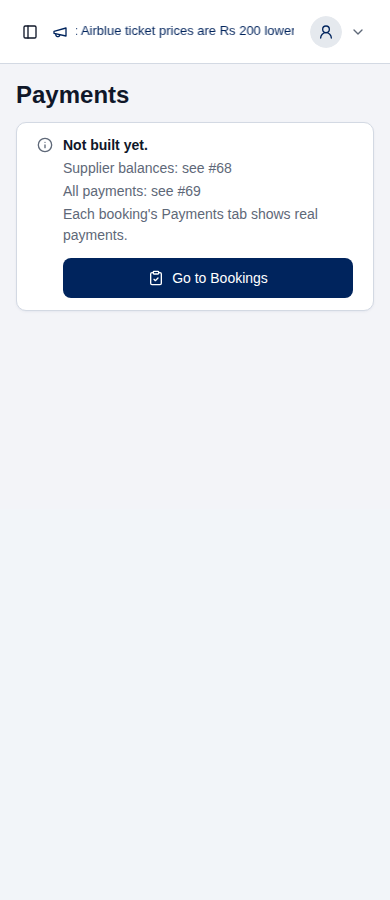 : Airblue ticket prices are Rs 200 lower
Payments
Not built yet.
Supplier balances: see #68
All payments: see #69
Each booking's Payments tab shows real
payments.
Go to Bookings